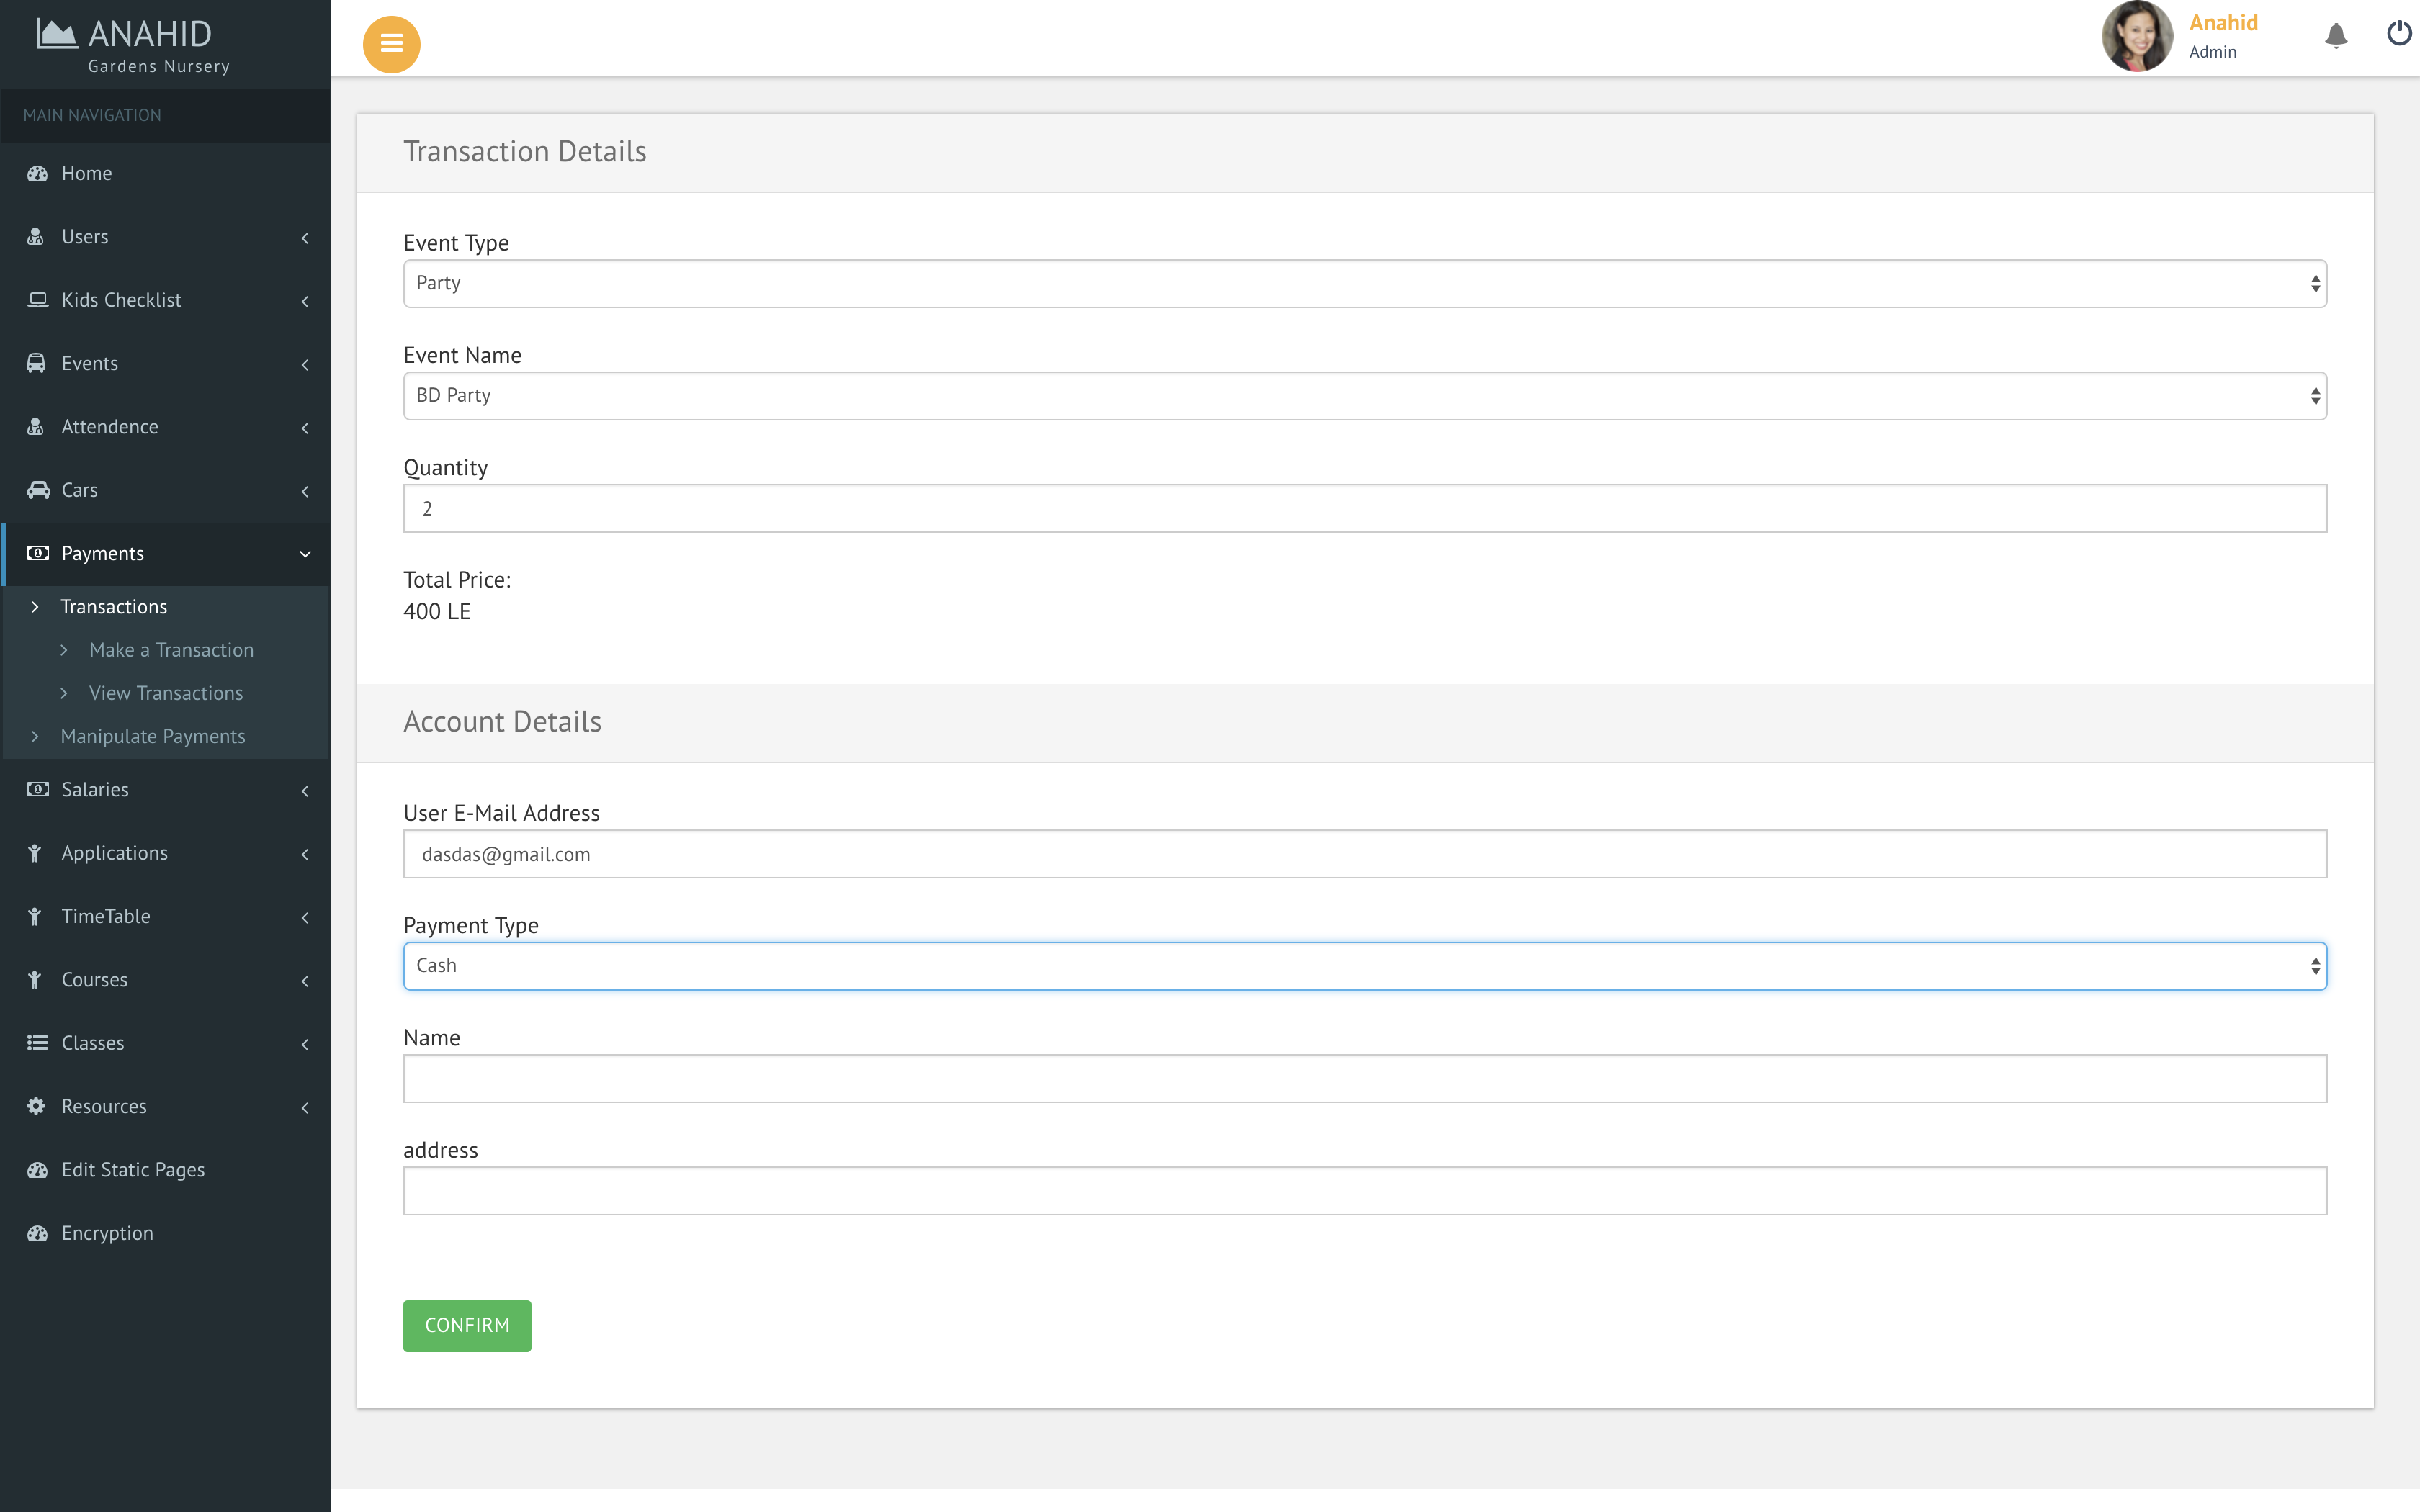 ANAHID
Gardens Nursery
MAIN NAVIGATION
Home
Users
Kids Checklist
Events
Attendence
Cars
Payments
Transactions
Make a Transaction
View Transactions
Manipulate Payments
Salaries
Applications
TimeTable
Courses
Classes
Resources
Edit Static Pages
Encryption
Anahid
Admin
Transaction Details
Event Type
Party
Event Name
BD Party
Quantity
2
Total Price:
400 LE
Account Details
User E-Mail Address
dasdas@gmail.com
Payment Type
Cash
Name
address
CONFIRM